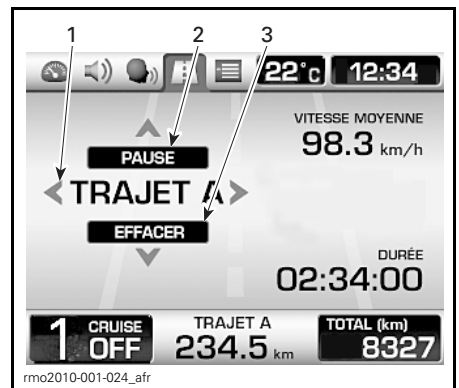 1 2 3
22°C 12:34
VITESSE MOYENNE
98.3 km/h
PAUSE
TRAJET A
EFFACER
DURÉE
02:34:00
1 CRUISE OFF
TRAJET A
234.5 km
TOTAL (km)
8327
rmo2010-001-024_afr